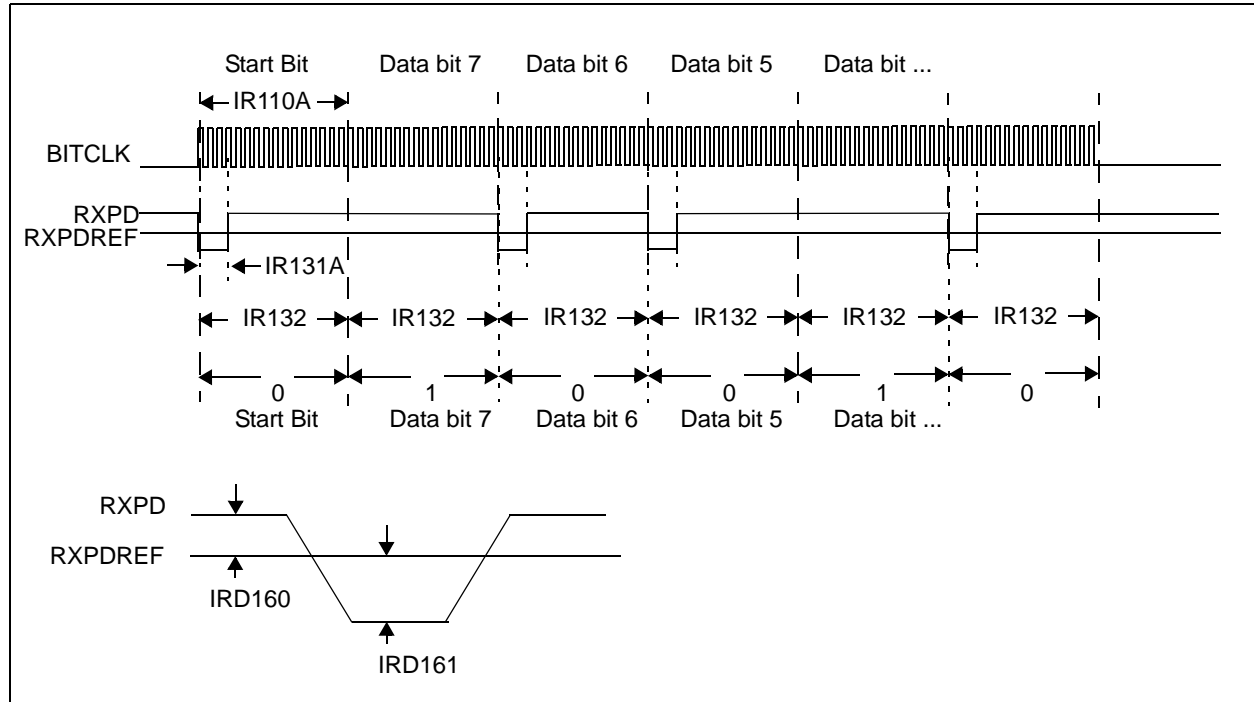 Start Bit Data bit 7 Data bit 6 Data bit 5 Data bit ...
IR110A
BITCLK
RXPD
RXPDREF
IR131A
IR132 IR132 IR132 IR132 IR132 IR132
0 1 0 0 1 0
Start Bit Data bit 7 Data bit 6 Data bit 5 Data bit ...
RXPD
RXPDREF
IRD160
IRD161